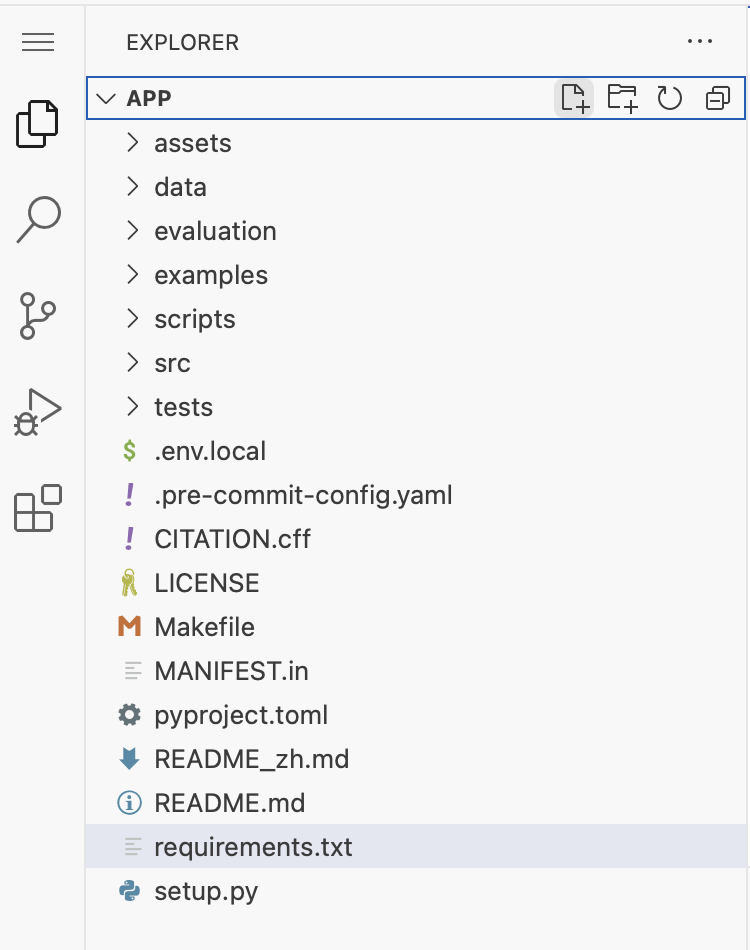 EXPLORER
APP
assets
data
evaluation
examples
scripts
src
tests
.env.local
.pre-commit-config.yaml
CITATION.cff
LICENSE
Makefile
MANIFEST.in
pyproject.toml
README_zh.md
README.md
requirements.txt
setup.py